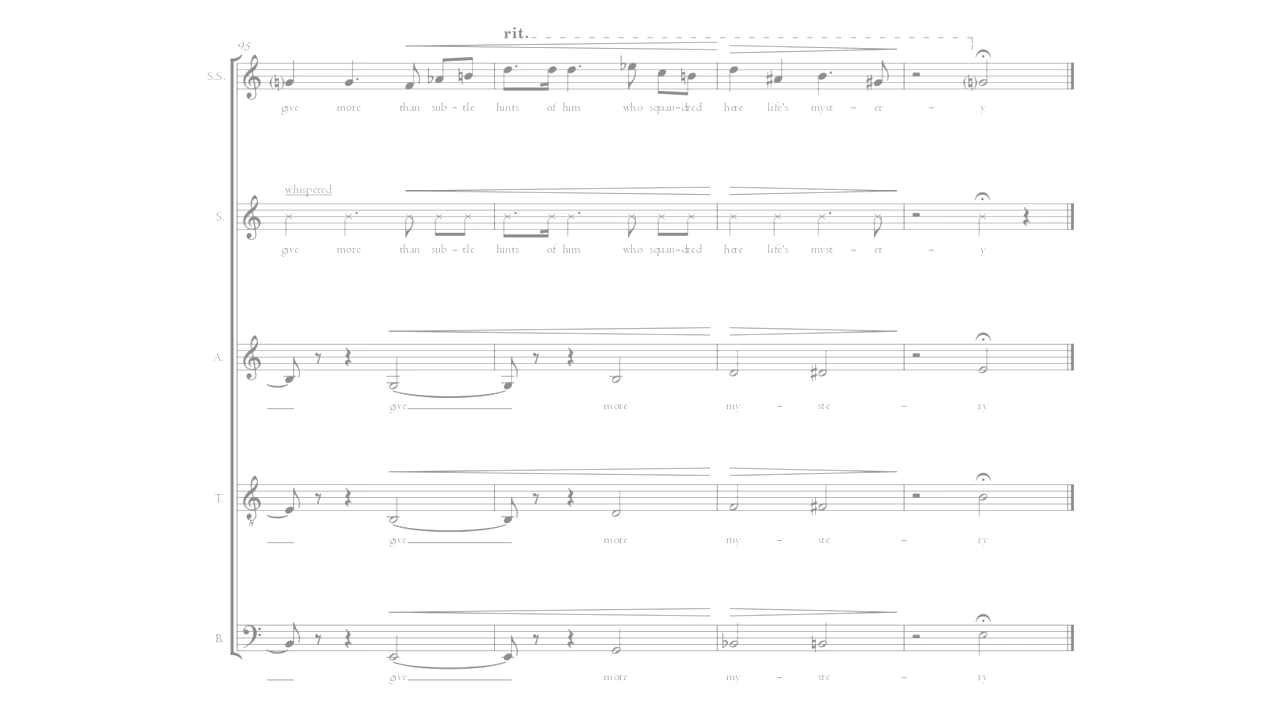 rit.
95
S.S.
give more than sub – tle hints of him who squan–dred here life's myst – er – y
whispered
S.
give more than sub – tle hints of him who squan–dred here life's myst – er – y
A.
give more my – ste – ry
T.
8
give more my – ste – ry
B.
give more my – ste – ry